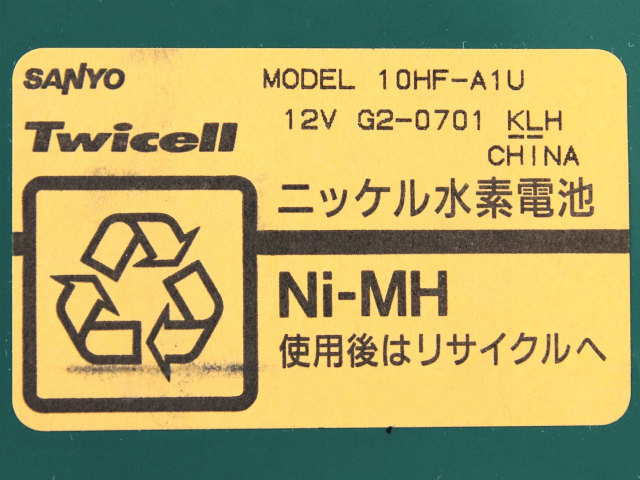 SANYO
MODEL 10HF-A1U
Twicell
12V G2-0701 KLH
CHINA
ニッケル水素電池
Ni-MH
使用後はリサイクルへ